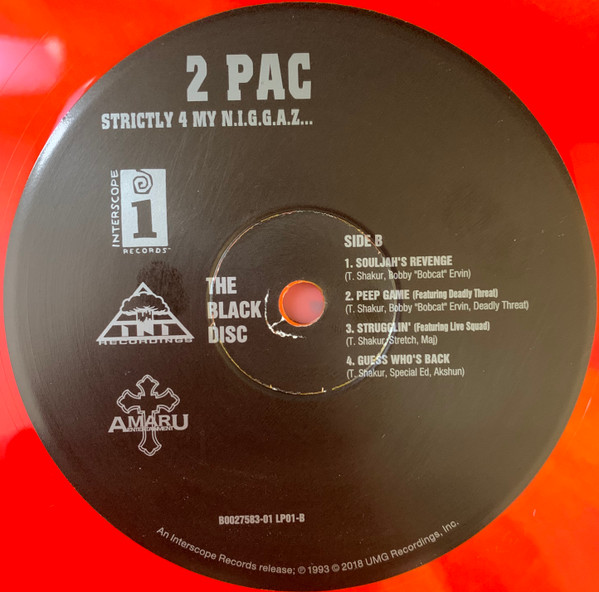 2 PAC
STRICTLY 4 MY N.I.G.G.A.Z...
INTERSCOPE
i
RECORDS
TNT
RECORDINGS
AMARU
ENTERTAINMENT
THE
BLACK
DISC
SIDE B
1. SOULJAH'S REVENGE
(T. Shakur, Bobby "Bobcat" Ervin)
2. PEEP GAME (Featuring Deadly Threat)
(T. Shakur, Bobby "Bobcat" Ervin, Deadly Threat)
3. STRUGGLIN' (Featuring Live Squad)
(T. Shakur, Stretch, Maj)
4. GUESS WHO'S BACK
(T. Shakur, Special Ed, Akshun)
B0027583-01 LP01-B
An Interscope Records release; ℗ 1993 © 2018 UMG Recordings, Inc.